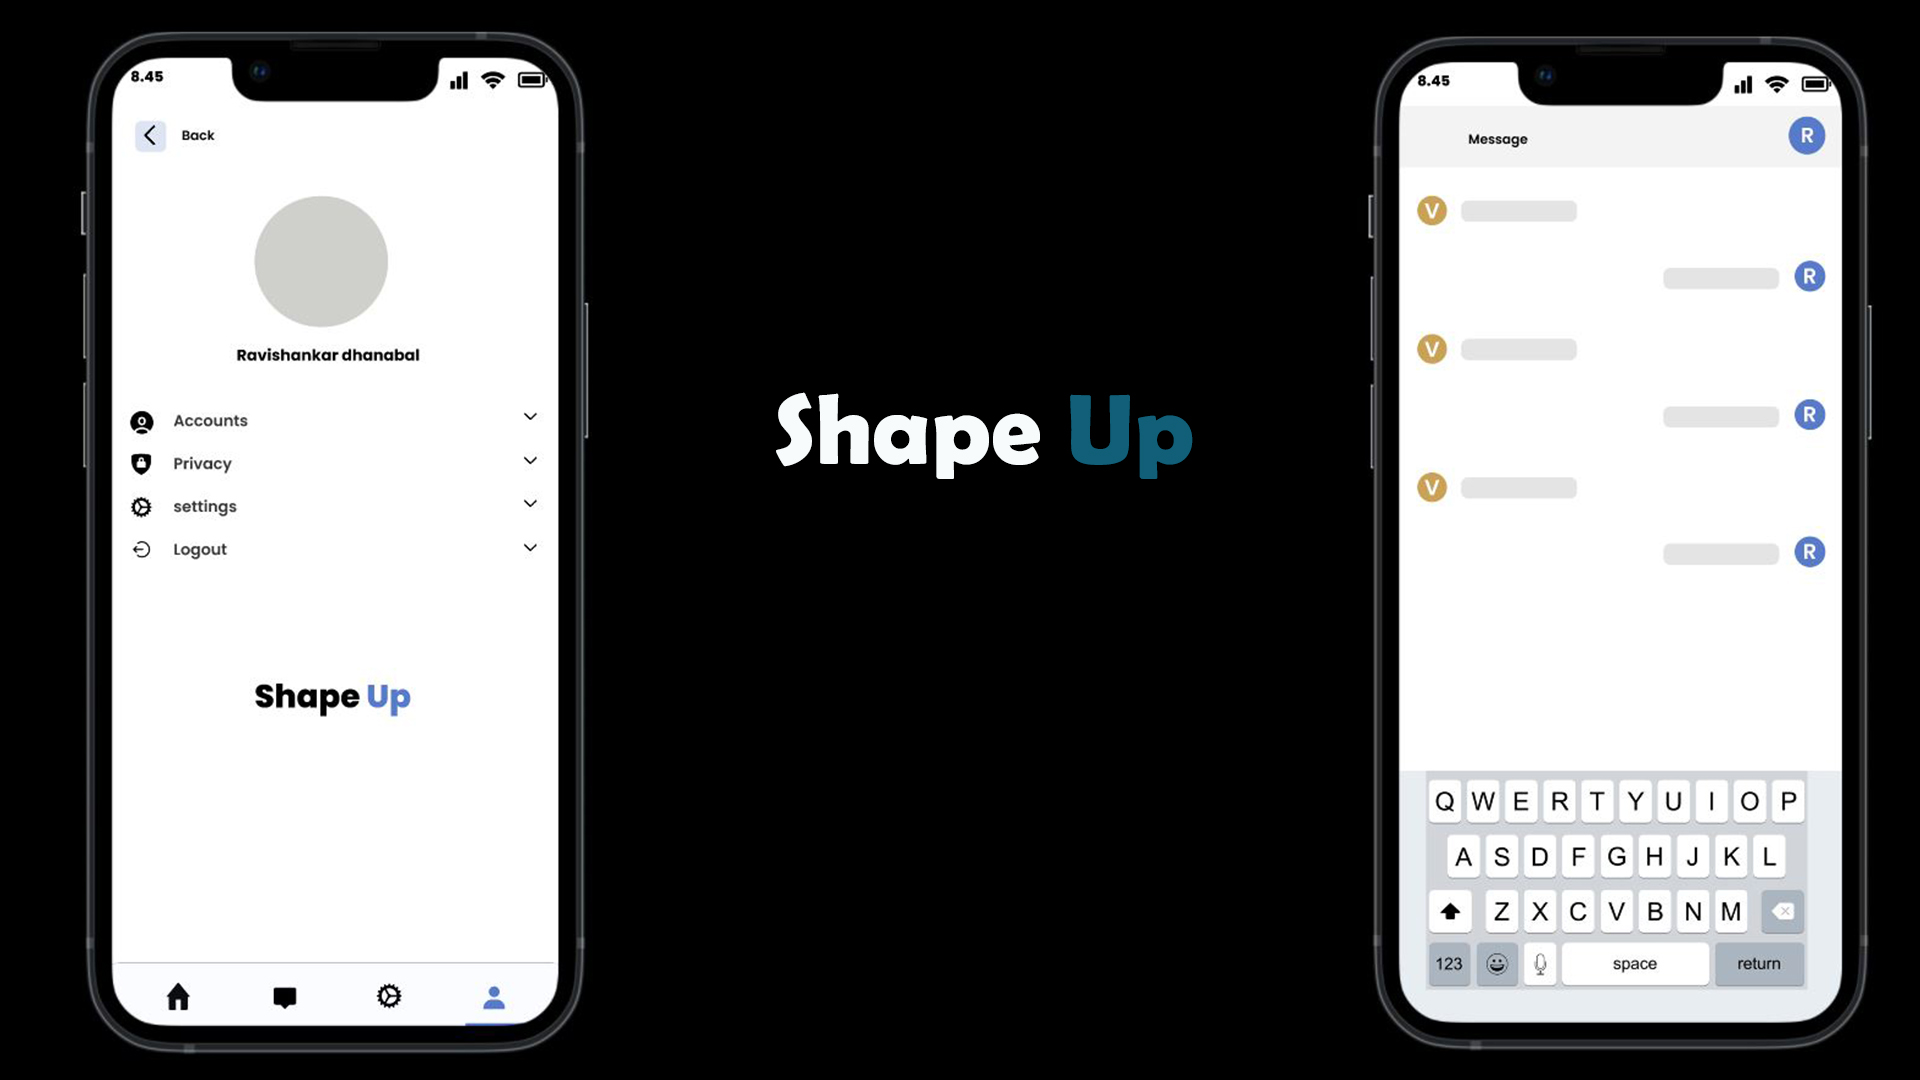 8.45
Back
Ravishankar dhanabal
Accounts
Privacy
settings
Logout
Shape Up
Shape Up
8.45
Message
R
V
R
V
R
V
R
Q W E R T Y U I O P
A S D F G H J K L
Z X C V B N M
123 space return